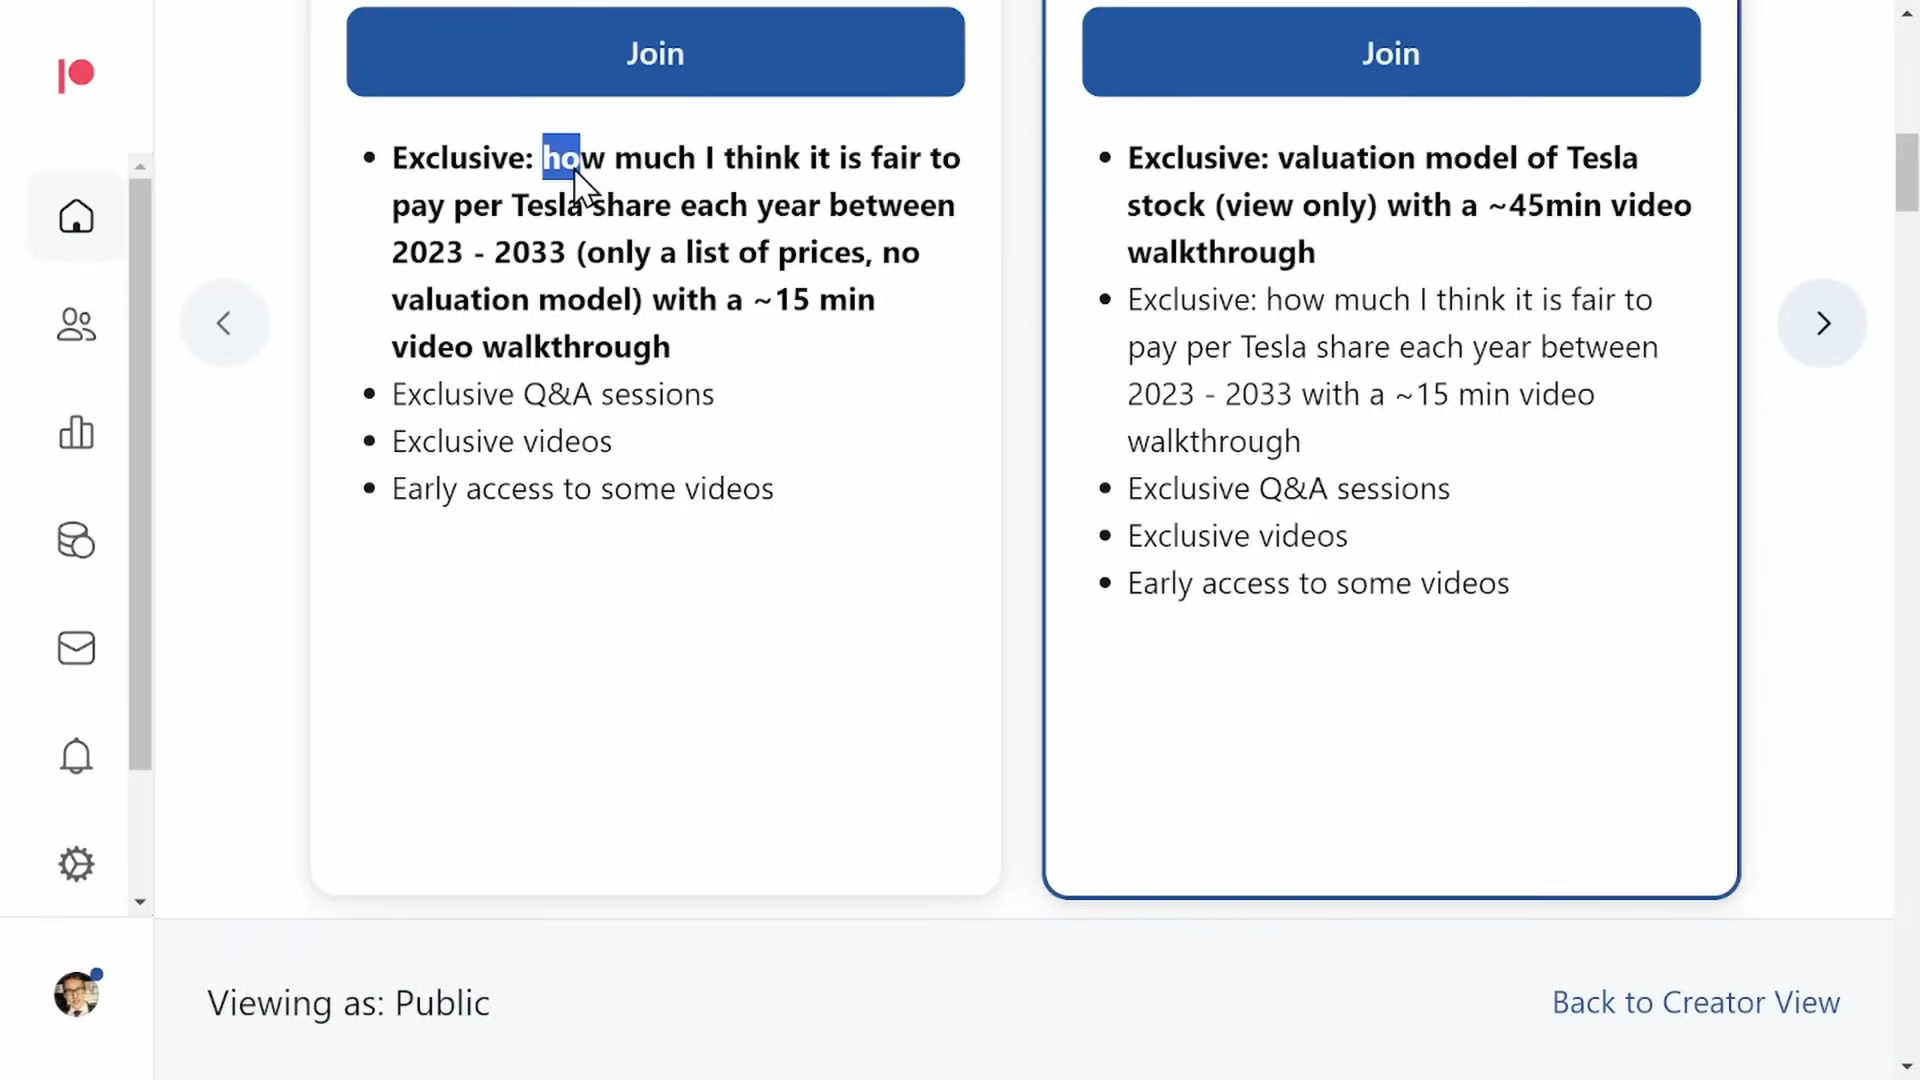 Join
Exclusive: how much I think it is fair to
pay per Tesla share each year between
2023 - 2033 (only a list of prices, no
valuation model) with a ~15 min
video walkthrough
Exclusive Q&A sessions
Exclusive videos
Early access to some videos
Join
Exclusive: valuation model of Tesla
stock (view only) with a ~45min video
walkthrough
Exclusive: how much I think it is fair to
pay per Tesla share each year between
2023 - 2033 with a ~15 min video
walkthrough
Exclusive Q&A sessions
Exclusive videos
Early access to some videos
Viewing as: Public
Back to Creator View